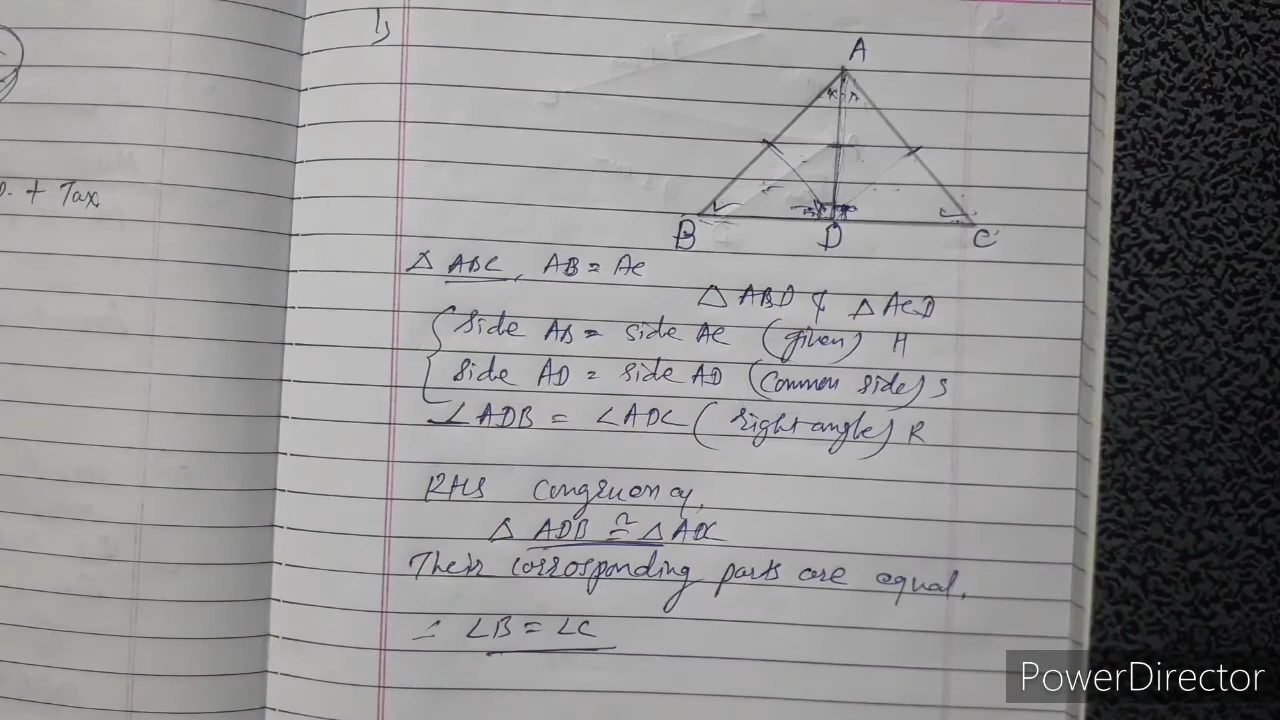 1)
A
x x
B D C
D. + Tax
△ ABC, AB = AC
△ ABD & △ ACD
Side AB = side AC (given) H
Side AD = side AD (common side) S
∠ADB = ∠ADC (right angle) R
RHS Congruency,
△ ADB ≅ △ ADC
Their corrosponding parts are equal.
∴ ∠B = ∠C
PowerDirector